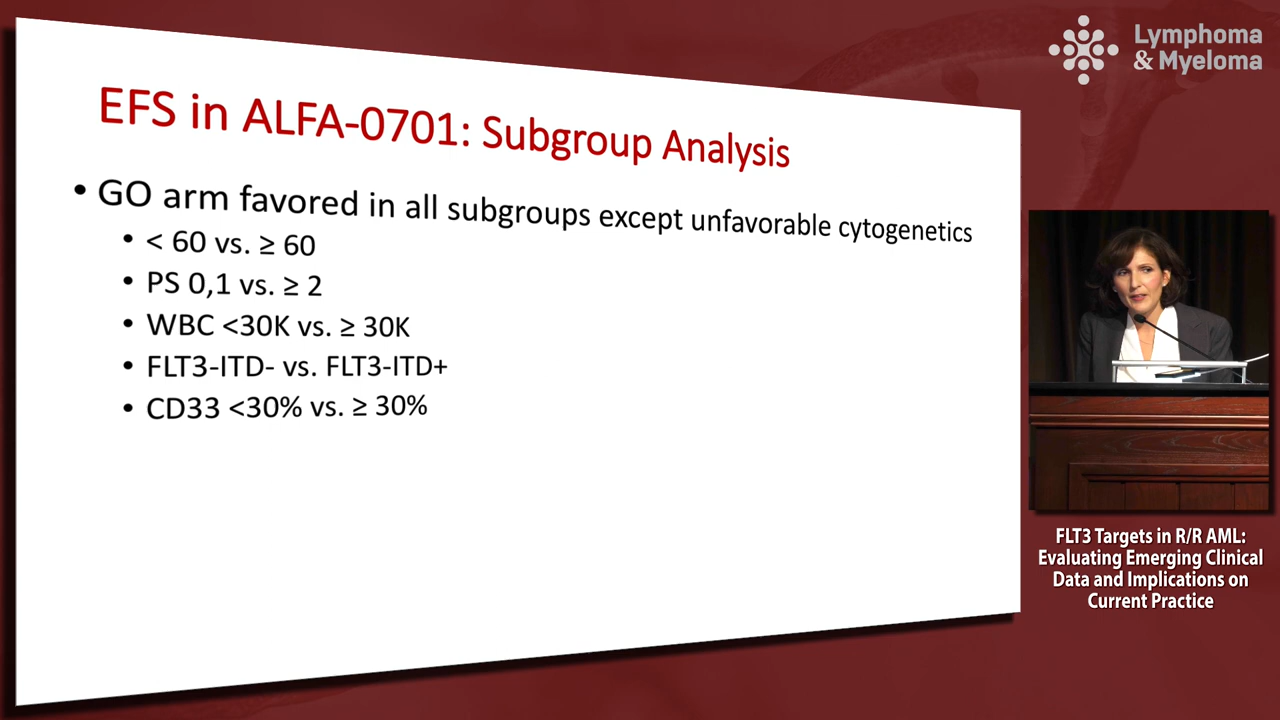 Lymphoma
& Myeloma
EFS in ALFA-0701: Subgroup Analysis
• GO arm favored in all subgroups except unfavorable cytogenetics
• < 60 vs. ≥ 60
• PS 0,1 vs. ≥ 2
• WBC <30K vs. ≥ 30K
• FLT3-ITD- vs. FLT3-ITD+
• CD33 <30% vs. ≥ 30%
FLT3 Targets in R/R AML:
Evaluating Emerging Clinical
Data and Implications on
Current Practice